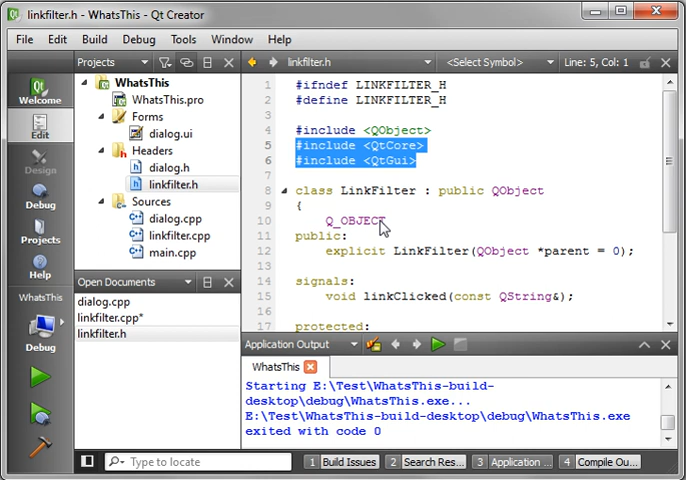 linkfilter.h - WhatsThis - Qt Creator
File Edit Build Debug Tools Window Help
Projects
linkfilter.h
<Select Symbol>
Line: 5, Col: 1
Qt
Welcome
Edit
Design
Debug
Projects
Help
WhatsThis
Debug
WhatsThis
WhatsThis.pro
Forms
dialog.ui
Headers
dialog.h
linkfilter.h
Sources
dialog.cpp
linkfilter.cpp
main.cpp
Open Documents
dialog.cpp
linkfilter.cpp*
linkfilter.h
1 #ifndef LINKFILTER_H
2 #define LINKFILTER_H
3
4 #include <QObject>
5 #include <QtCore>
6 #include <QtGui>
7
8 class LinkFilter : public QObject
9 {
10 Q_OBJECT
11 public:
12 explicit LinkFilter(QObject *parent = 0);
13
14 signals:
15 void linkClicked(const QString&);
16
17 protected:
Application Output
WhatsThis
Starting E:\Test\WhatsThis-build-
desktop\debug\WhatsThis.exe...
E:\Test\WhatsThis-build-desktop\debug\WhatsThis.exe
exited with code 0
Type to locate
1 Build Issues
2 Search Res...
3 Application ...
4 Compile Ou...